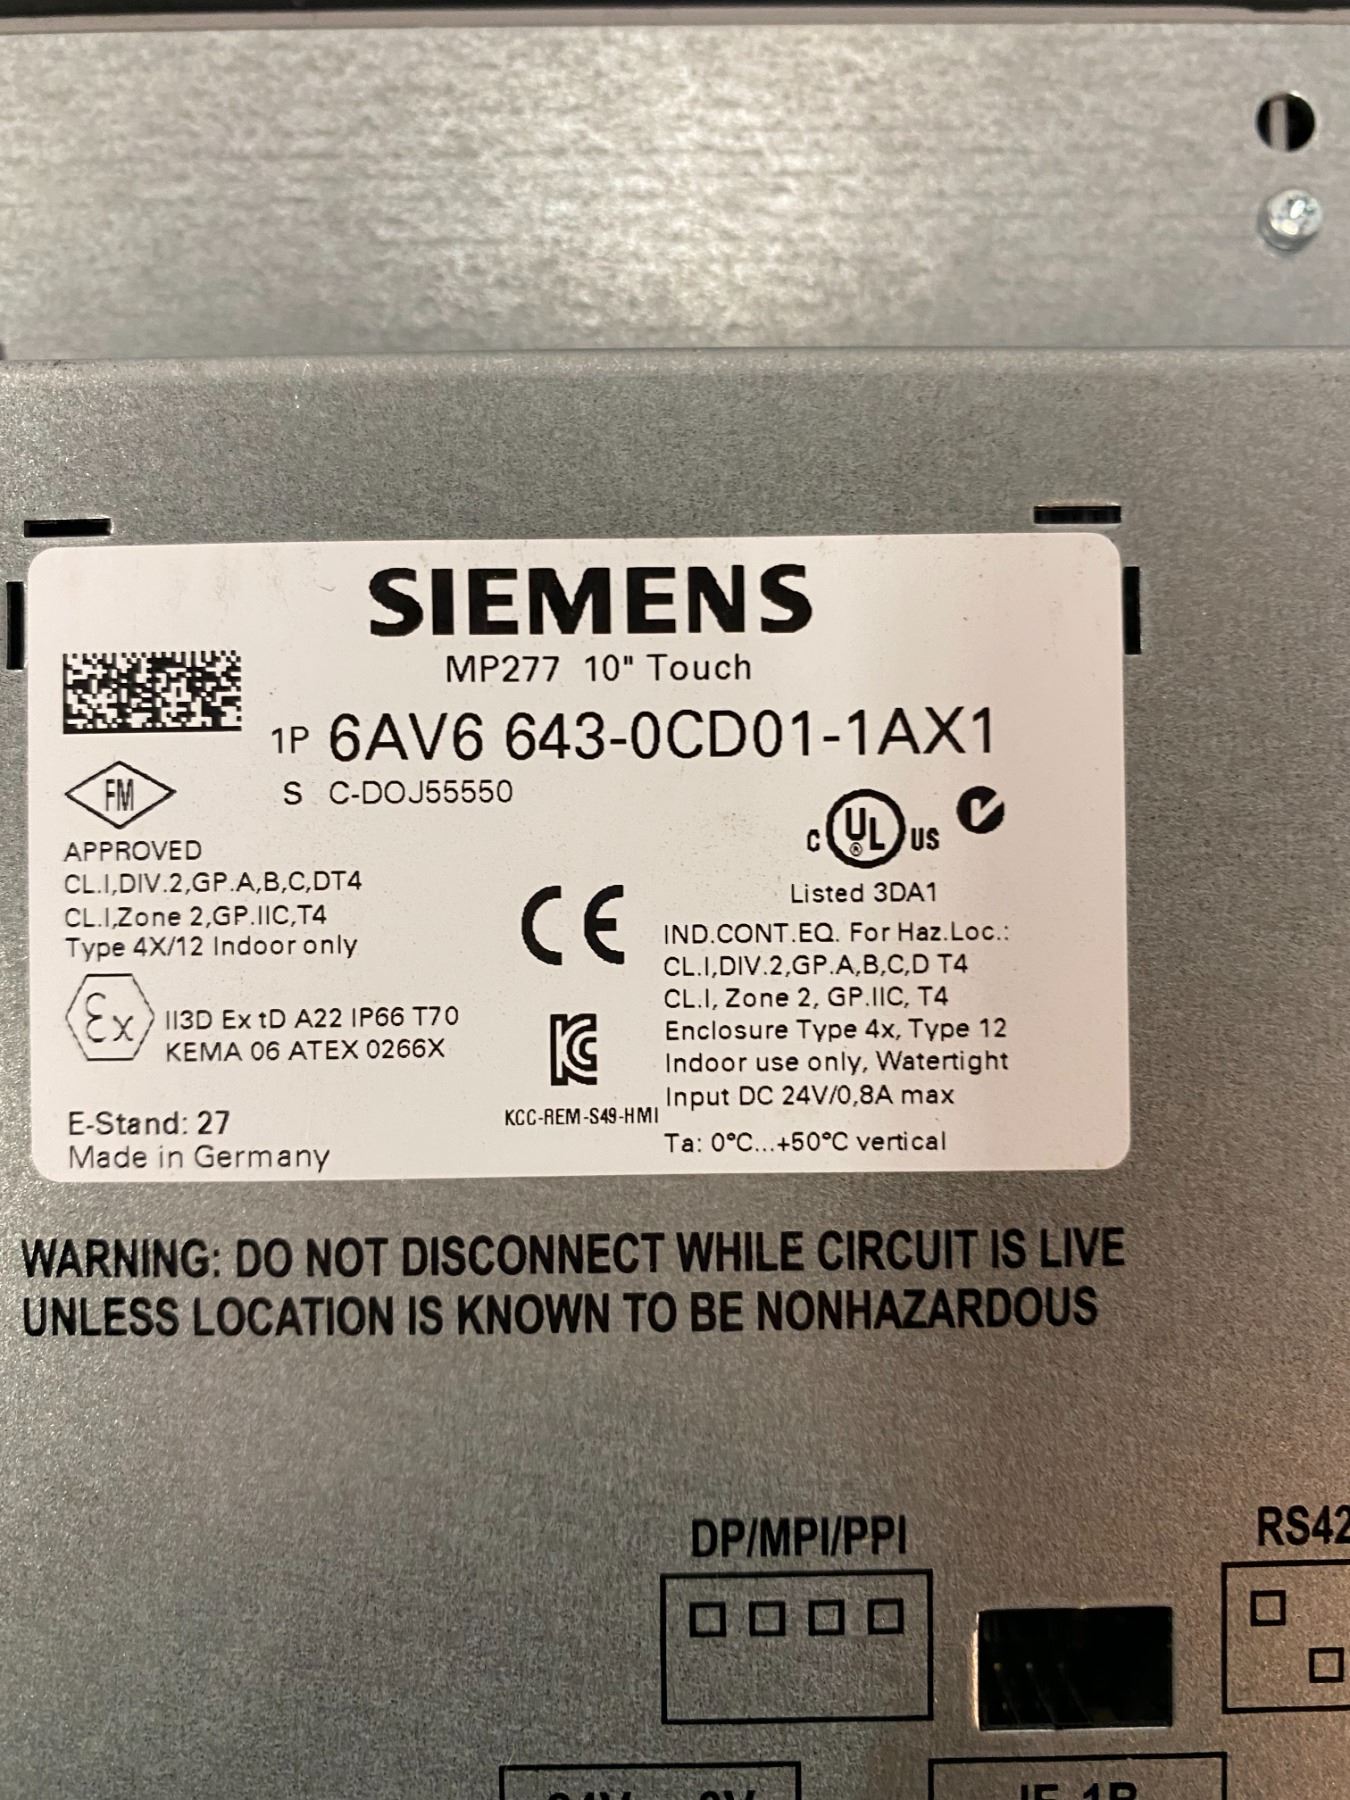 SIEMENS
MP277 10" Touch
1P 6AV6 643-0CD01-1AX1
S C-DOJ55550
FM
APPROVED
CL.I,DIV.2,GP.A,B,C,DT4
CL.I,Zone 2,GP.IIC,T4
Type 4X/12 Indoor only
Ex II3D Ex tD A22 IP66 T70
KEMA 06 ATEX 0266X
E-Stand: 27
Made in Germany
CE
KC
KCC-REM-S49-HMI
C UL ® US
Listed 3DA1
IND.CONT.EQ. For Haz.Loc.:
CL.I,DIV.2,GP.A,B,C,D T4
CL.I, Zone 2, GP.IIC, T4
Enclosure Type 4x, Type 12
Indoor use only, Watertight
Input DC 24V/0,8A max
Ta: 0°C...+50°C vertical
WARNING: DO NOT DISCONNECT WHILE CIRCUIT IS LIVE
UNLESS LOCATION IS KNOWN TO BE NONHAZARDOUS
DP/MPI/PPI
RS42